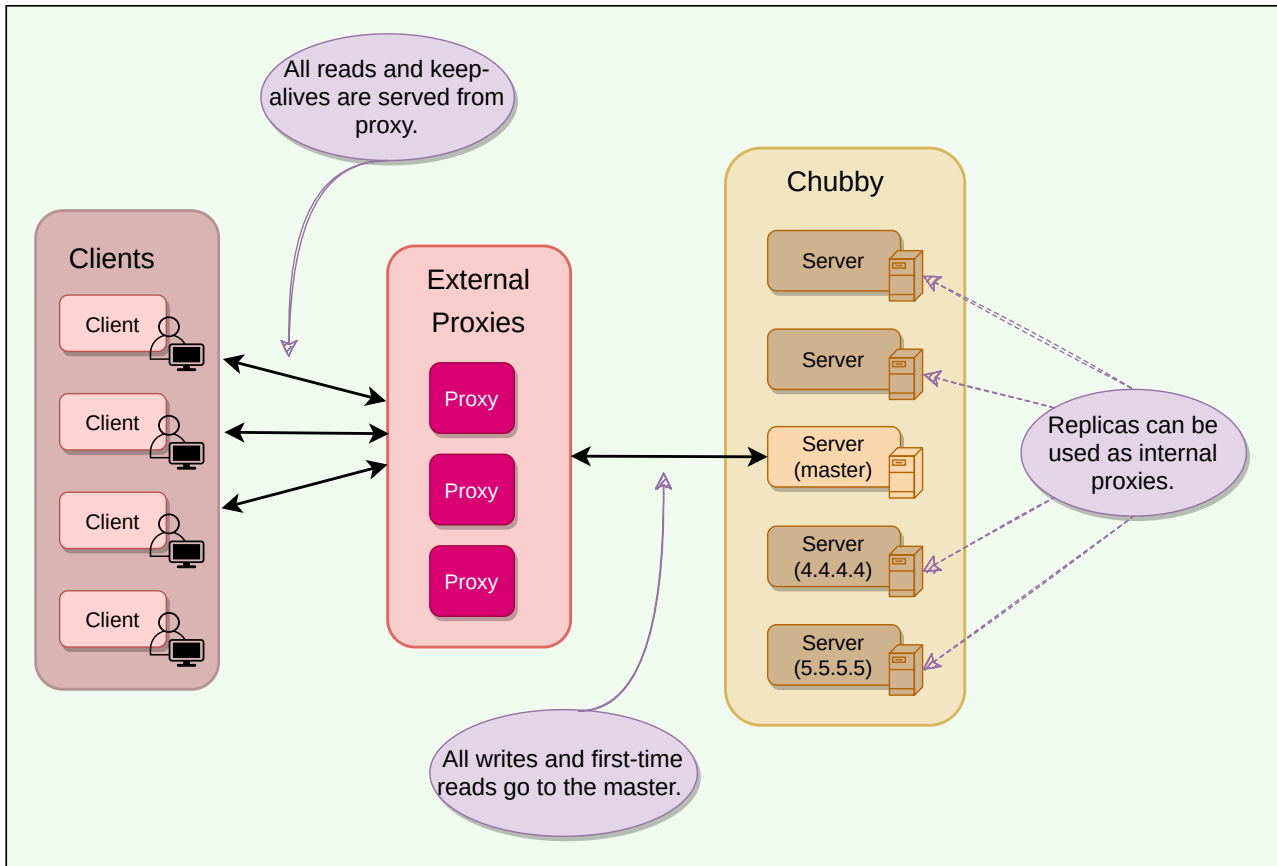 All reads and keep-
alives are served from
proxy.
Clients
Client
Client
Client
Client
External
Proxies
Proxy
Proxy
Proxy
Chubby
Server
Server
Server
(master)
Server
(4.4.4.4)
Server
(5.5.5.5)
Replicas can be
used as internal
proxies.
All writes and first-time
reads go to the master.